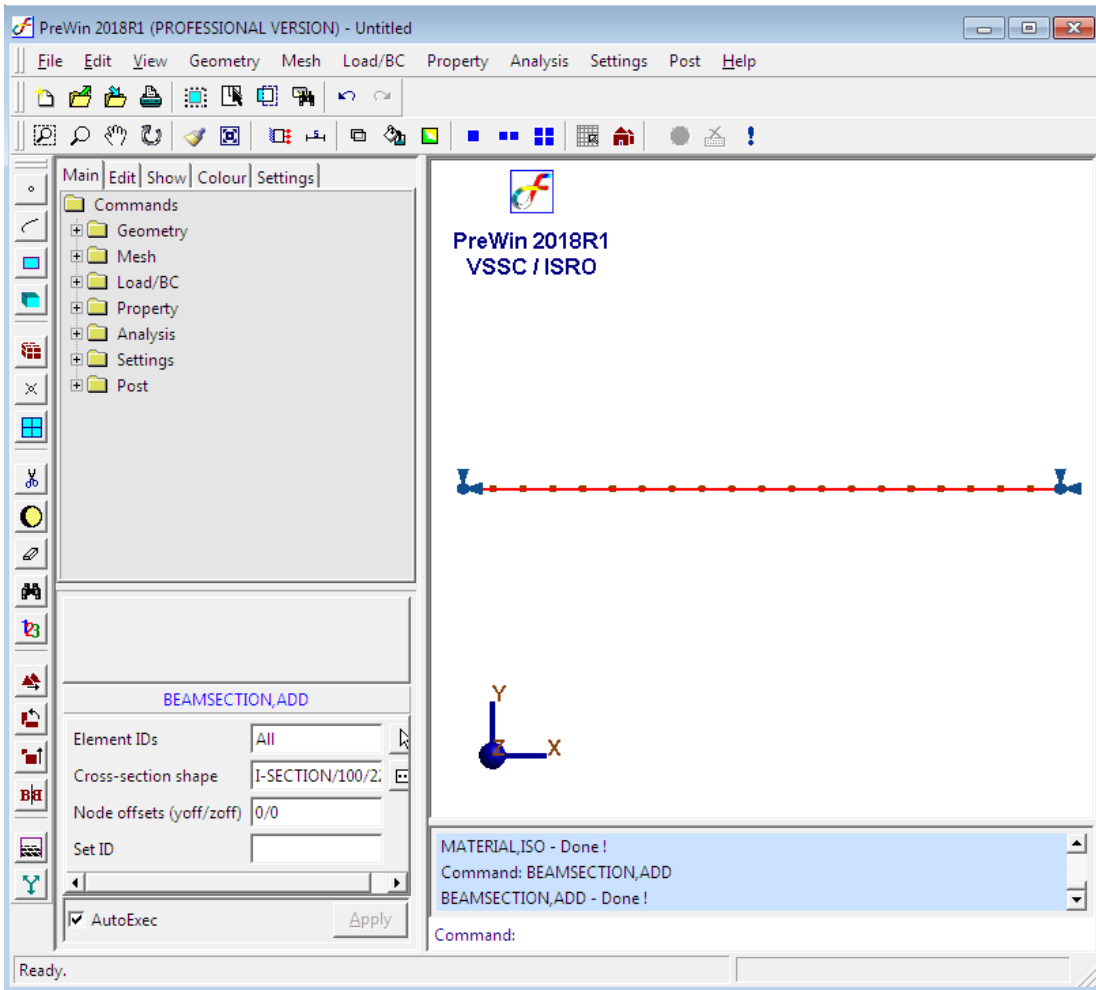 PreWin 2018R1 (PROFESSIONAL VERSION) - Untitled
File Edit View Geometry Mesh Load/BC Property Analysis Settings Post Help
Main Edit Show Colour Settings
Commands
Geometry
Mesh
Load/BC
Property
Analysis
Settings
Post
PreWin 2018R1
VSSC / ISRO
Y
Z X
BEAMSECTION,ADD
Element IDs All
Cross-section shape I-SECTION/100/2
Node offsets (yoff/zoff) 0/0
Set ID
AutoExec Apply
MATERIAL,ISO - Done !
Command: BEAMSECTION,ADD
BEAMSECTION,ADD - Done !
Command:
Ready.